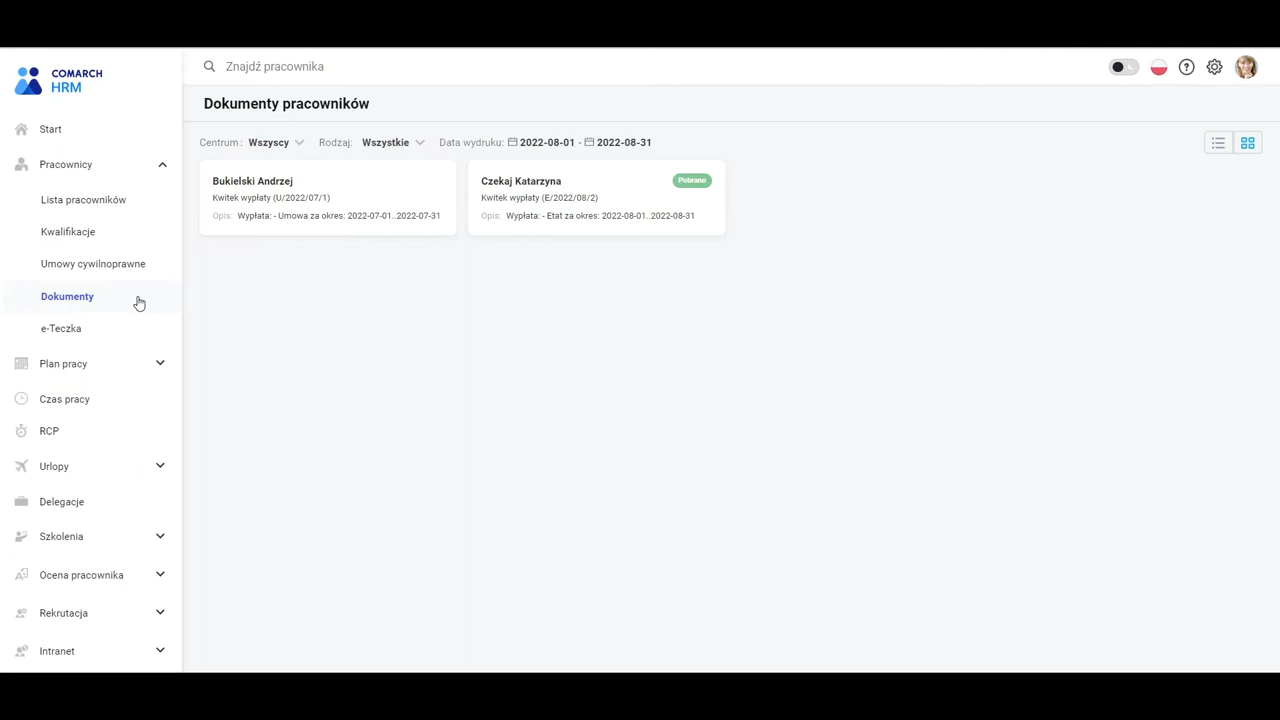 COMARCH
HRM
Znajdź pracownika
Dokumenty pracowników
Centrum: Wszyscy Rodzaj: Wszystkie Data wydruku: 2022-08-01 - 2022-08-31
Start
Pracownicy
Lista pracowników
Kwalifikacje
Umowy cywilnoprawne
Dokumenty
e-Teczka
Plan pracy
Czas pracy
RCP
Urlopy
Delegacje
Szkolenia
Ocena pracownika
Rekrutacja
Intranet
Bukielski Andrzej
Kwitek wypłaty (U/2022/07/1)
Opis: Wypłata: - Umowa za okres: 2022-07-01..2022-07-31
Czekaj Katarzyna Pobrano
Kwitek wypłaty (E/2022/08/2)
Opis: Wypłata: - Etat za okres: 2022-08-01..2022-08-31